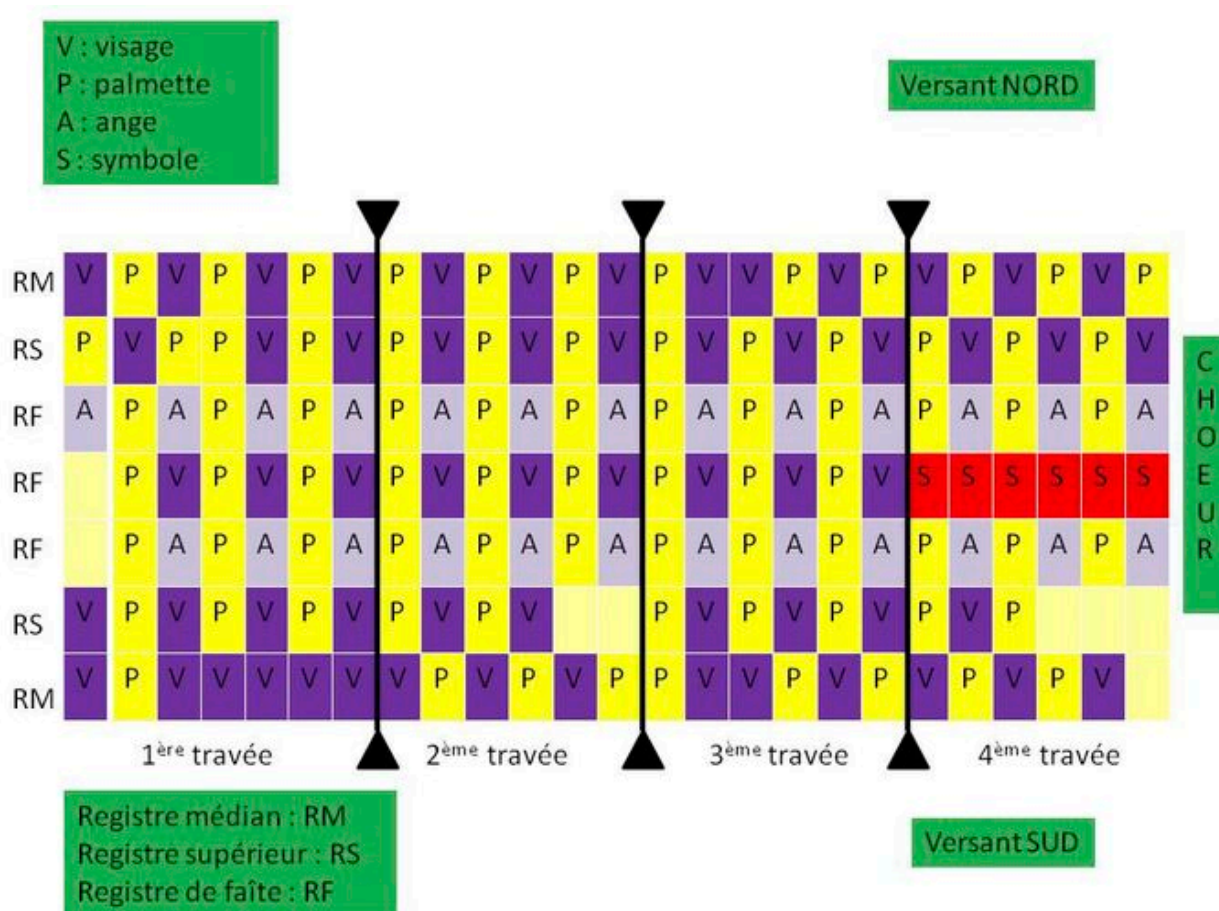 V : visage
P : palmette
A : ange
S : symbole
Versant NORD
RM V P V P V P V P V P V P V P V V P V P V P V P V P
RS P V P P V P V P V P V P V P V P V P V P V P V P V
RF A P A P A P A P A P A P A P A P A P A P A P A P A
RF P V P V P V P V P V P V P V P V P V S S S S S S
RF P A P A P A P A P A P A P A P A P A P A P A P A
RS V P V P V P V P V P V P V P V P V P V P
RM V P V V V V V V P V P V P P V V P V P V P V P V
CHOEUR
1ère travée 2ème travée 3ème travée 4ème travée
Registre médian : RM
Registre supérieur : RS
Registre de faîte : RF
Versant SUD